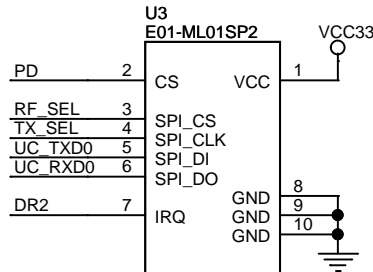 U3
E01-ML01SP2
VCC33
PD 2 CS VCC 1
RF_SEL 3 SPI_CS
TX_SEL 4 SPI_CLK
UC_TXD0 5 SPI_DI
UC_RXD0 6 SPI_DO
GND 8
DR2 7 IRQ GND 9
GND 10